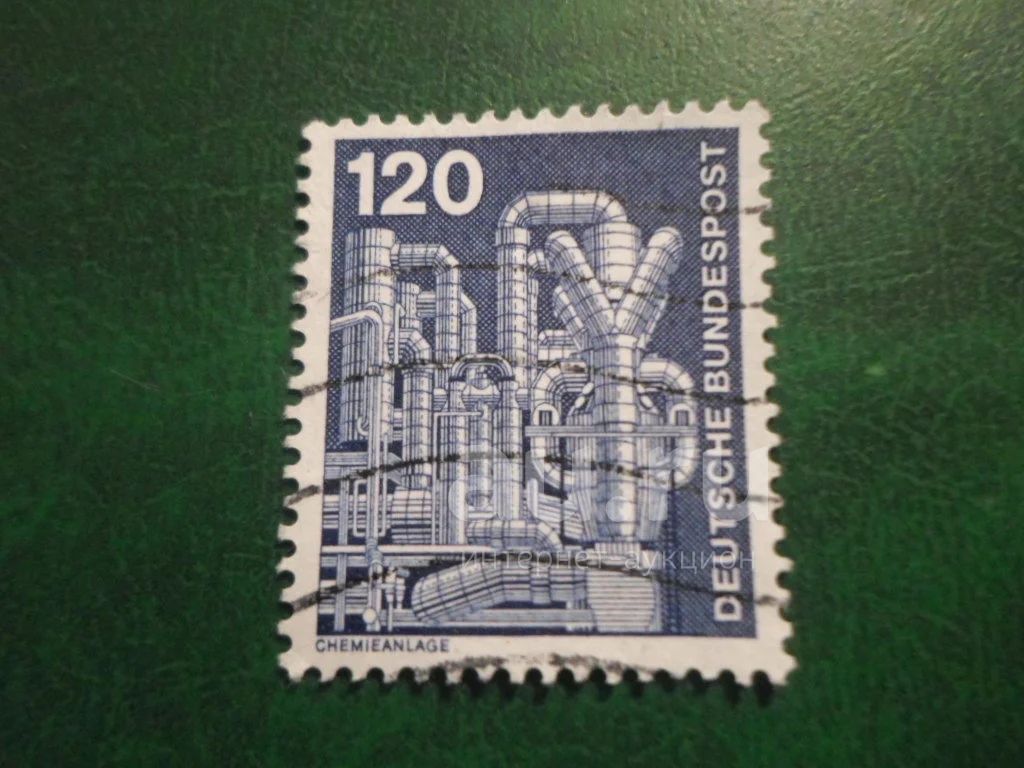 120
DEUTSCHE BUNDESPOST
интернет аукцион
CHEMIEANLAGE